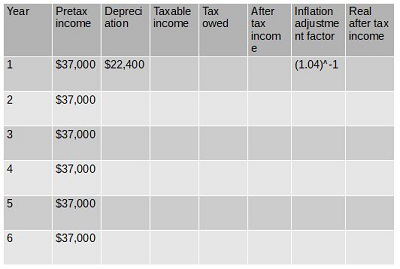 Year Pretax income Depreciation Taxable income Tax owed After tax income Inflation adjustment factor Real after tax income
1 $37,000 $22,400 (1.04)^-1
2 $37,000
3 $37,000
4 $37,000
5 $37,000
6 $37,000